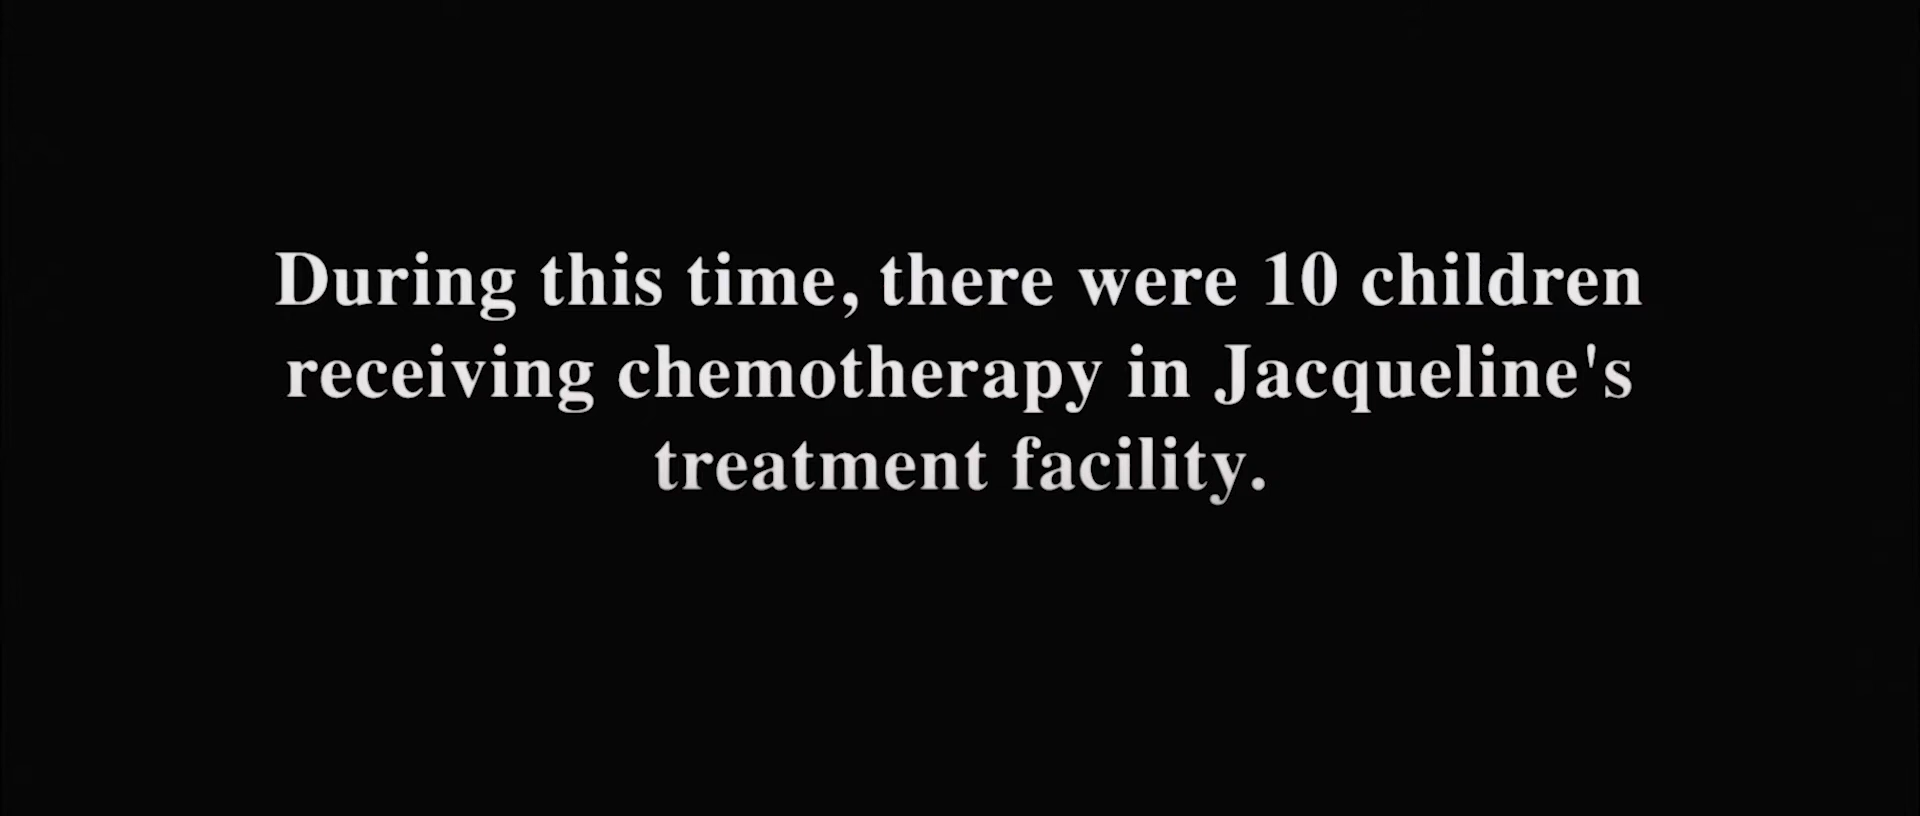 During this time, there were 10 children
receiving chemotherapy in Jacqueline's
treatment facility.